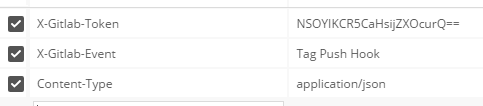 X-Gitlab-Token NSOYIKCR5CaHsijZXOcurQ==
X-Gitlab-Event Tag Push Hook
Content-Type application/json